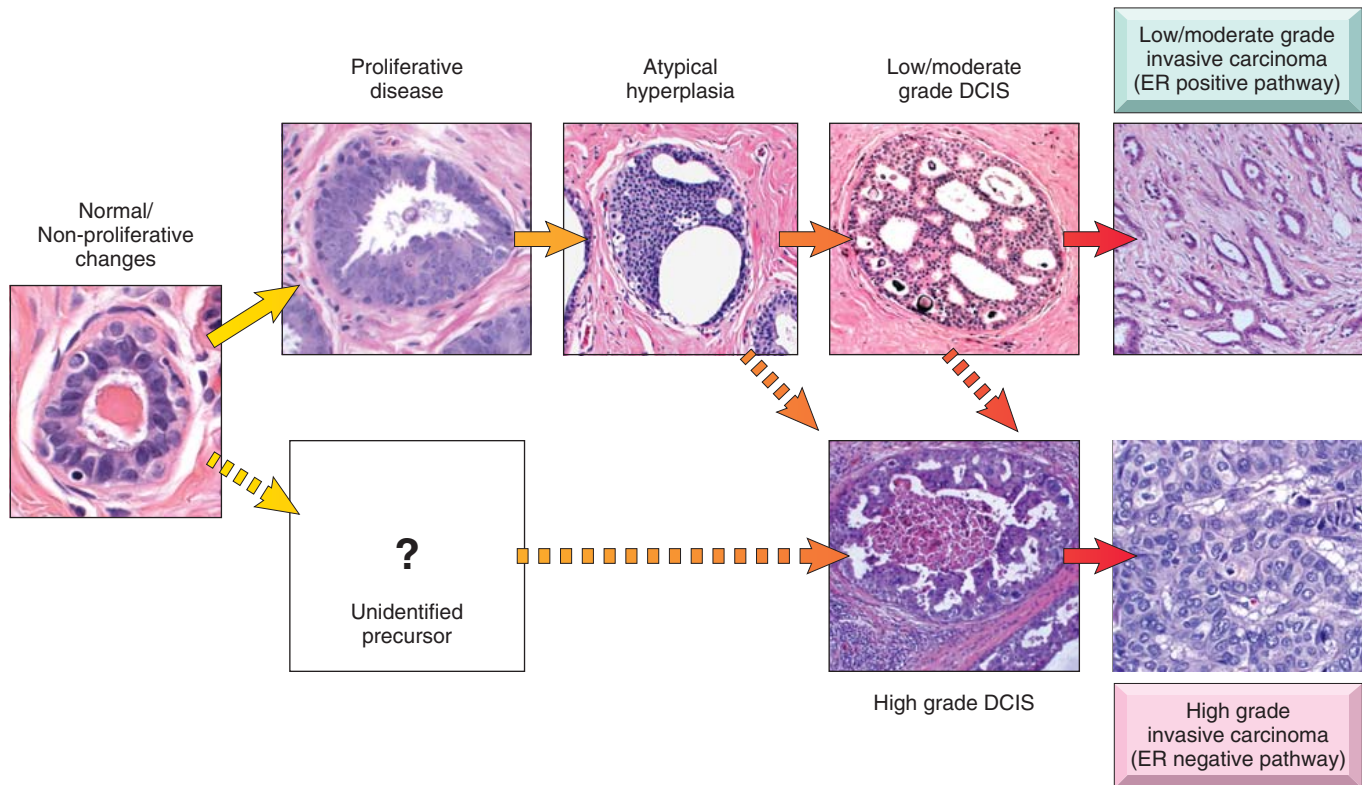 Low/moderate grade
invasive carcinoma
(ER positive pathway)
Proliferative
disease
Atypical
hyperplasia
Low/moderate
grade DCIS
Normal/
Non-proliferative
changes
?
Unidentified
precursor
High grade DCIS
High grade
invasive carcinoma
(ER negative pathway)